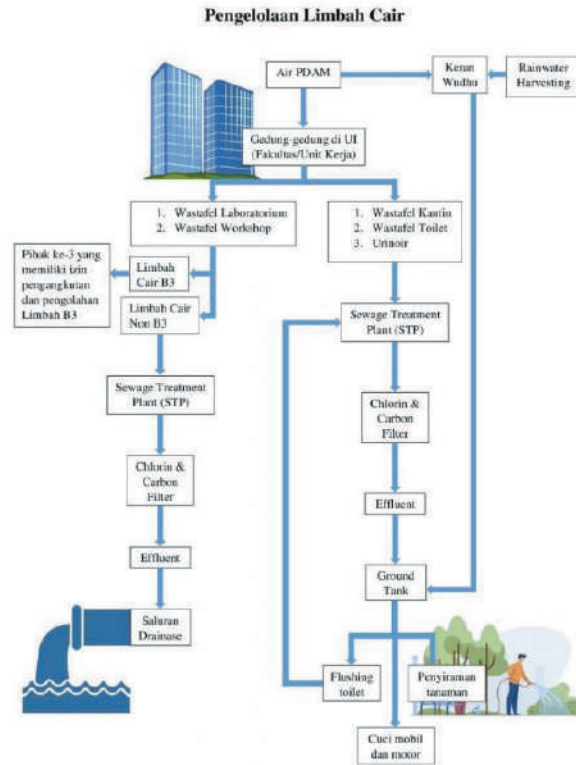 Pengelolaan Limbah Cair
Air PDAM
Keran
Wudhu
Rainwater
Harvesting
Gedung-gedung di UI
(Fakultas/Unit Kerja)
1. Wastafel Laboratorium
2. Wastafel Workshop
1. Wastafel Kantin
2. Wastafel Toilet
3. Urinoir
Pihak ke-3 yang
memiliki izin
pengangkutan
dan pengolahan
Limbah B3
Limbah
Cair B3
Limbah Cair
Non B3
Sewage Treatment
Plant (STP)
Sewage Treatment
Plant (STP)
Chlorin &
Carbon
Filter
Chlorin &
Carbon
Filter
Effluent
Effluent
Ground
Tank
Saluran
Drainase
Flushing
toilet
Penyiraman
tanaman
Cuci mobil
dan motor